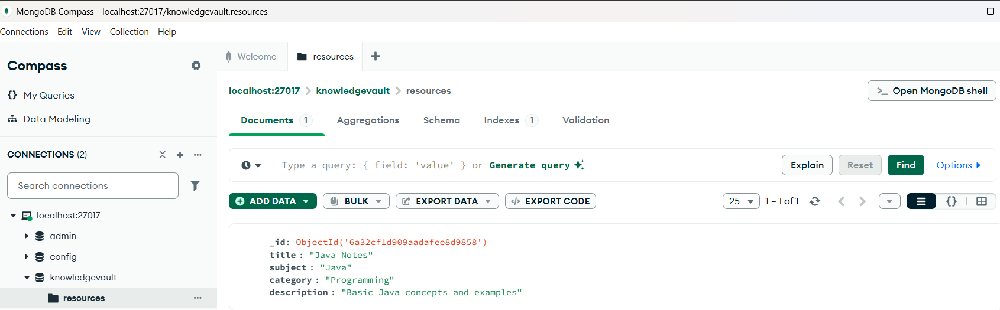 MongoDB Compass - localhost:27017/knowledgevault.resources
Connections Edit View Collection Help
Compass
My Queries
Data Modeling
CONNECTIONS (2)
Search connections
localhost:27017
admin
config
knowledgevault
resources
Welcome
resources
localhost:27017 > knowledgevault > resources
>_ Open MongoDB shell
Documents 1 Aggregations Schema Indexes 1 Validation
Type a query: { field: 'value' } or Generate query
Explain Reset Find Options
ADD DATA BULK EXPORT DATA EXPORT CODE
25 1 – 1 of 1
_id: ObjectId('6a32cf1d909aadafee8d9858')
title : "Java Notes"
subject : "Java"
category : "Programming"
description : "Basic Java concepts and examples"